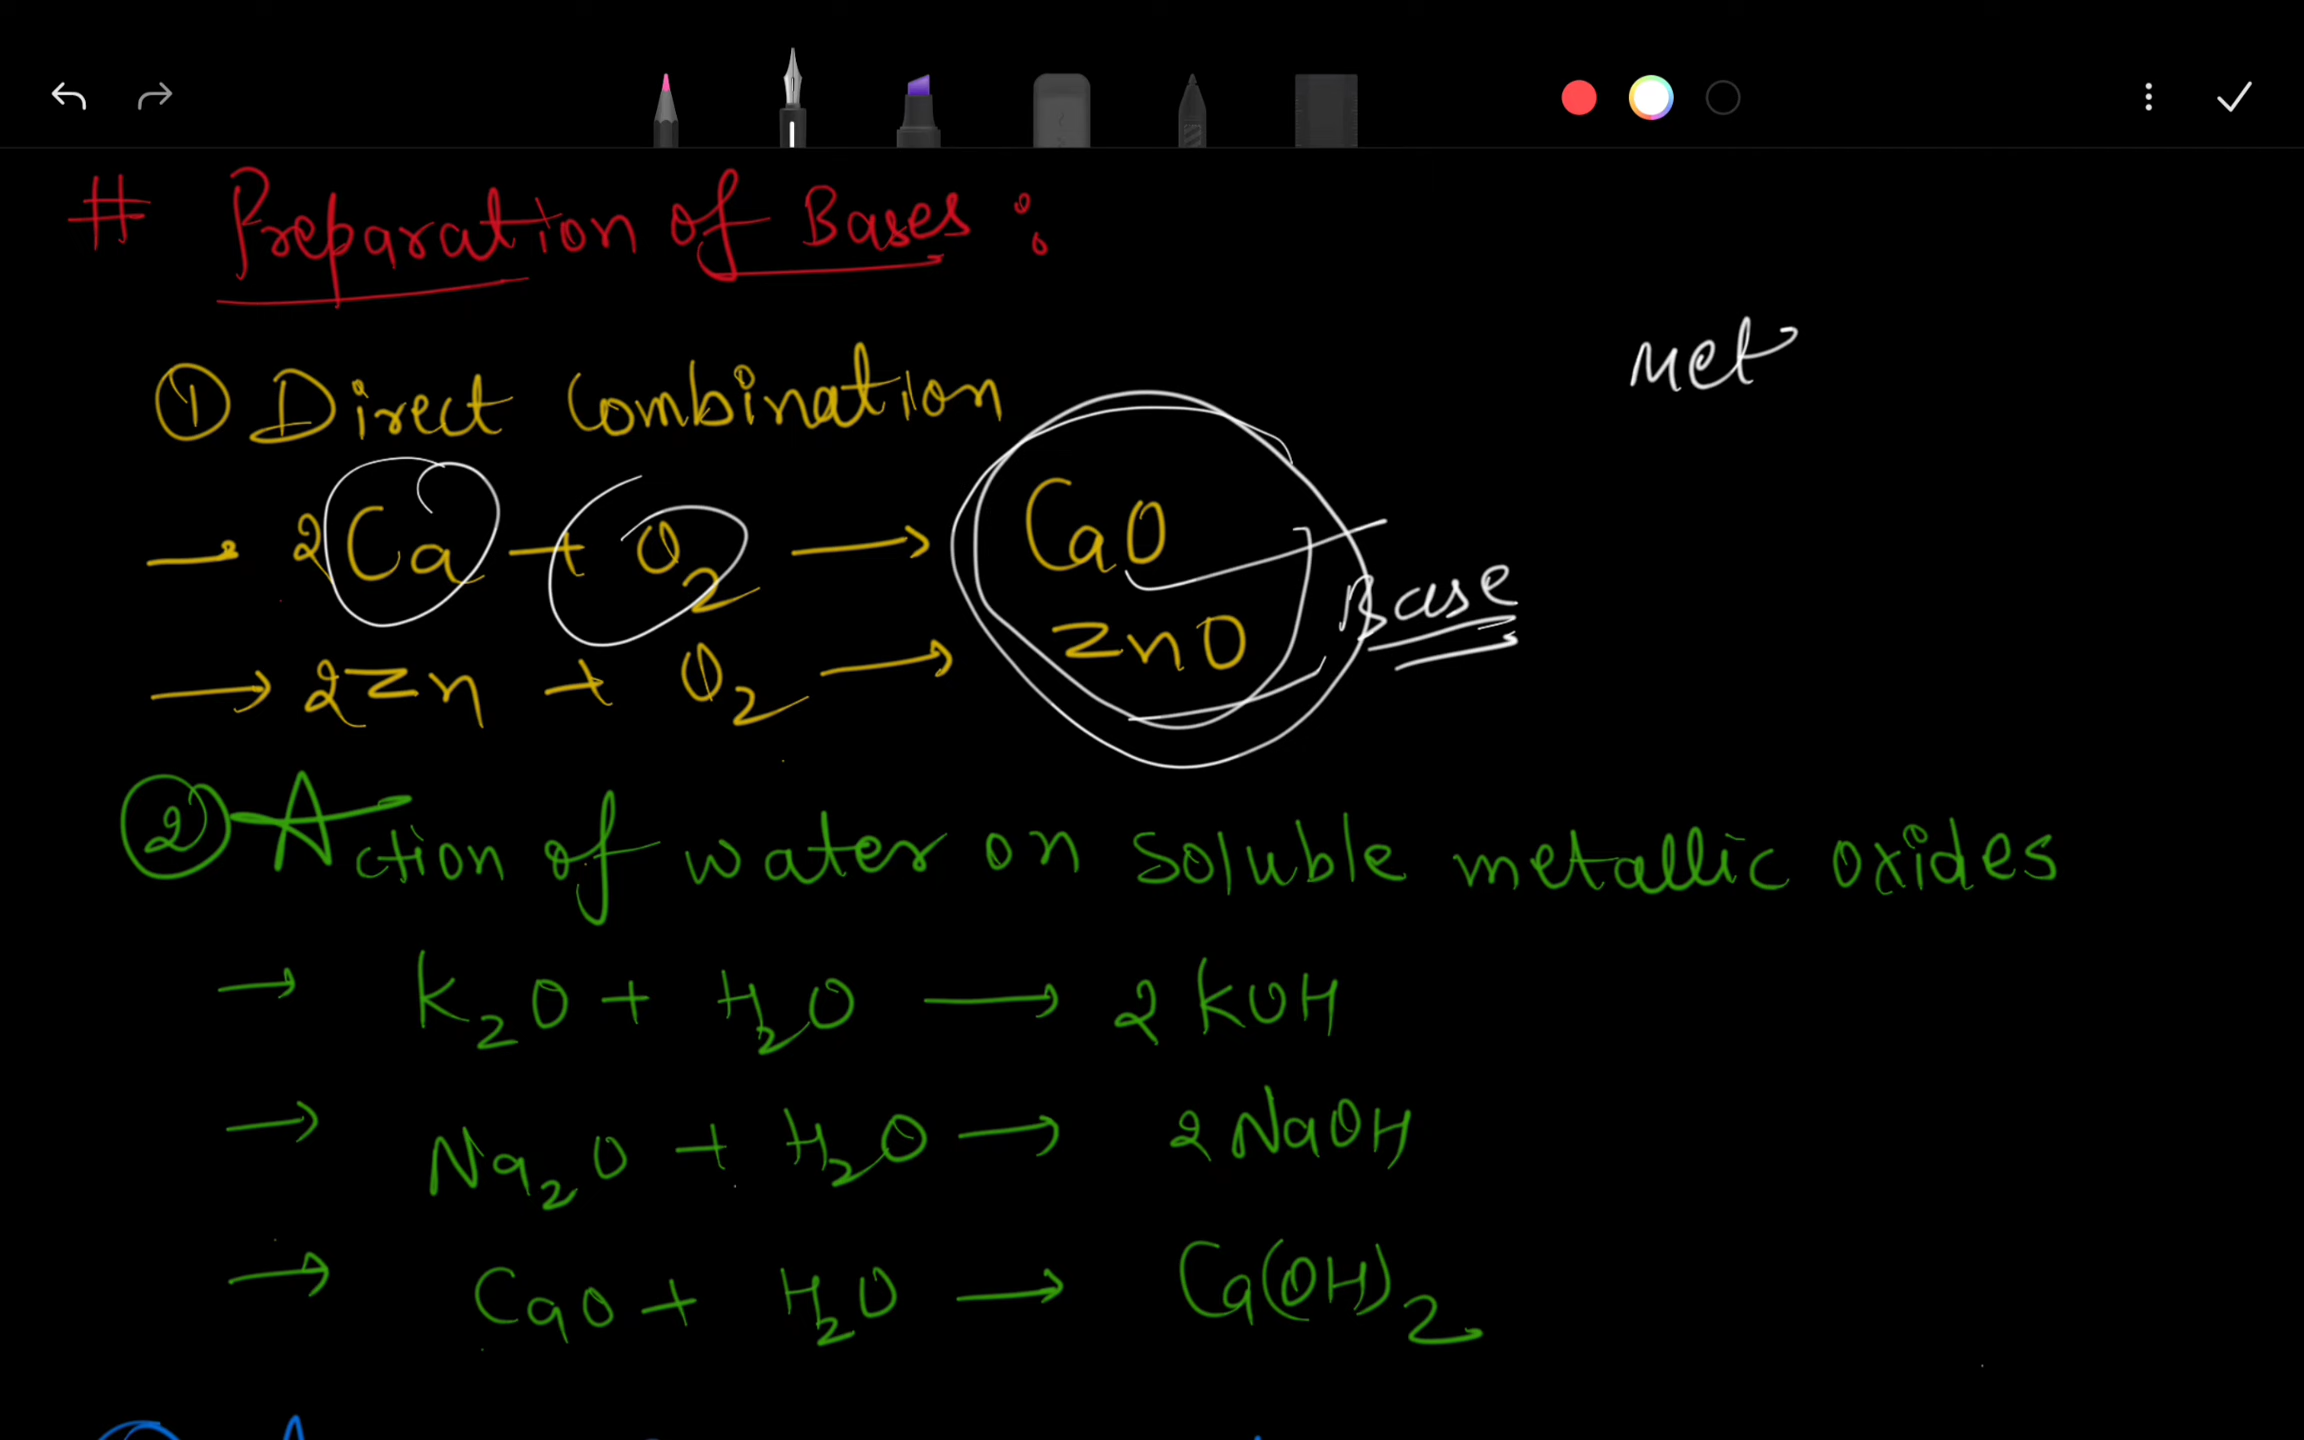 # Preparation of Bases :
Met
① Direct Combination
→ 2Ca + O₂ → CaO
Base
→ 2Zn + O₂ → ZnO
② Action of water on soluble metallic oxides
→ K₂O + H₂O → 2KOH
→ Na₂O + H₂O → 2NaOH
→ CaO + H₂O → Ca(OH)₂